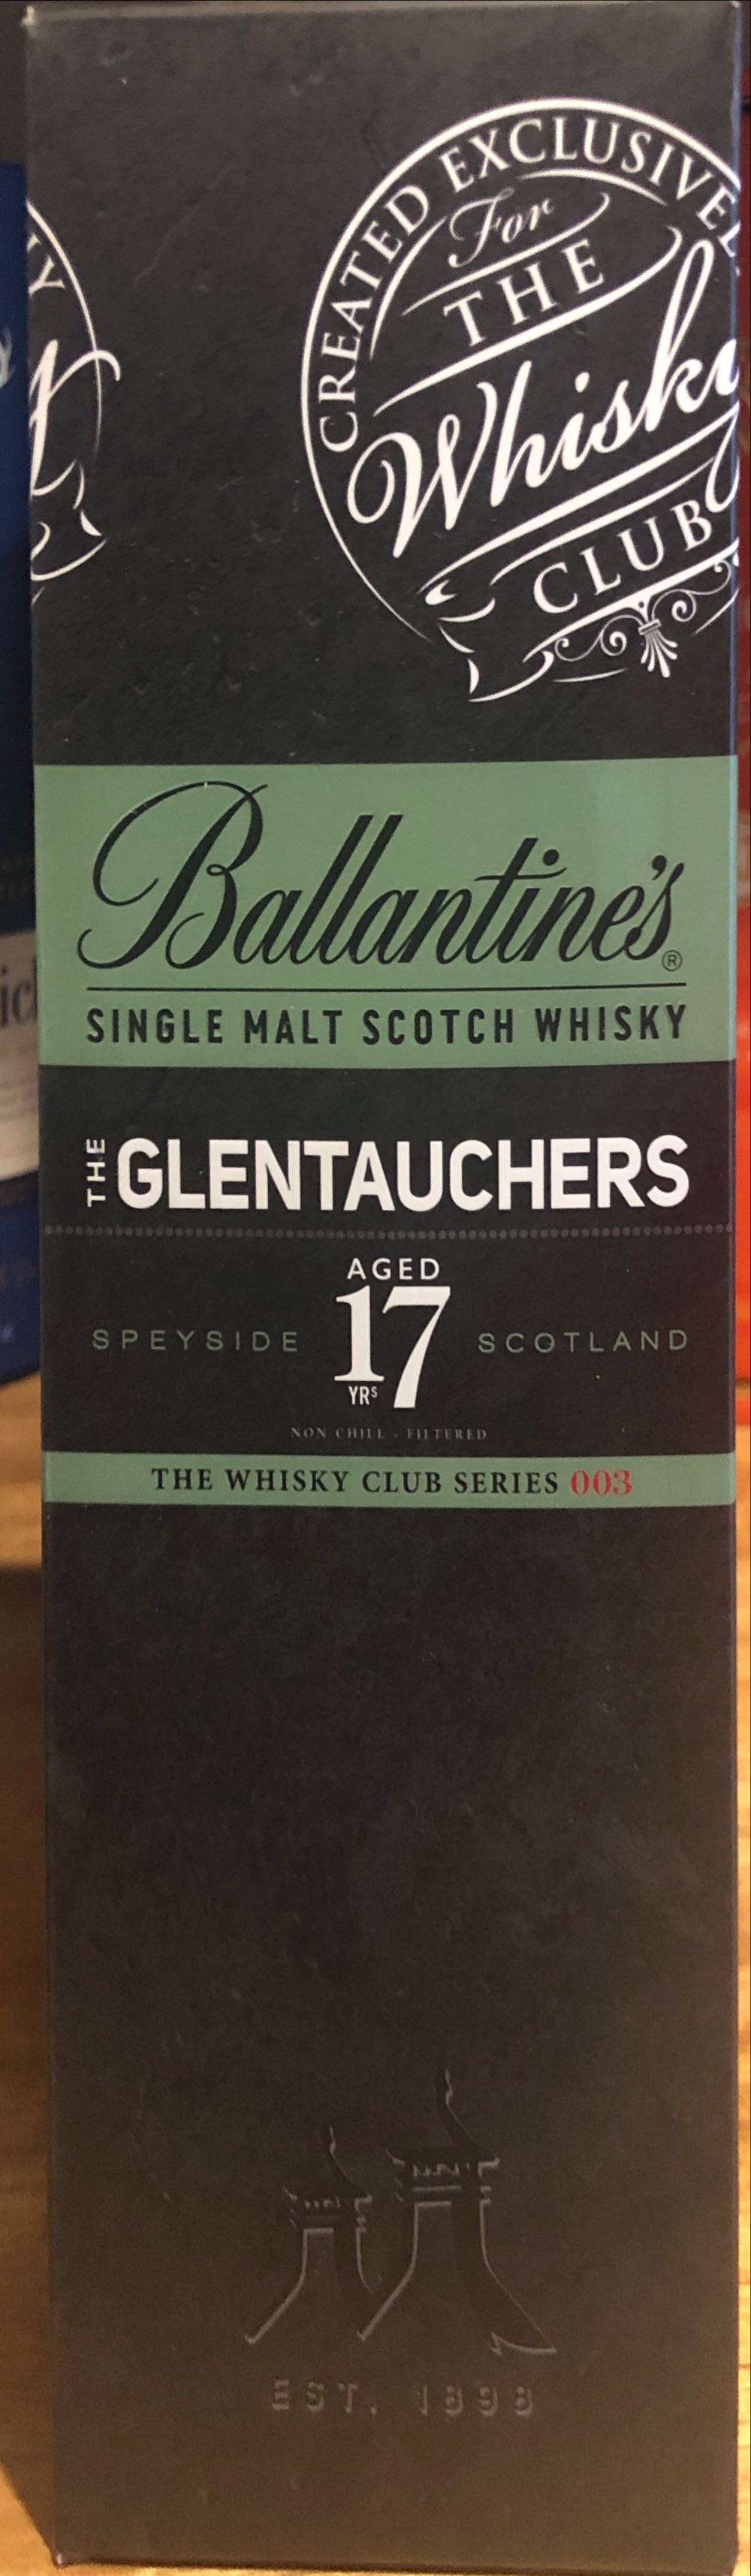 CREATED EXCLUSIVEL
For
THE
Whisky
CLUB
Ballantine's®
SINGLE MALT SCOTCH WHISKY
THE GLENTAUCHERS
AGED
SPEYSIDE 17 SCOTLAND
YRS
NON CHILL - FILTERED
THE WHISKY CLUB SERIES 003
EST. 1898